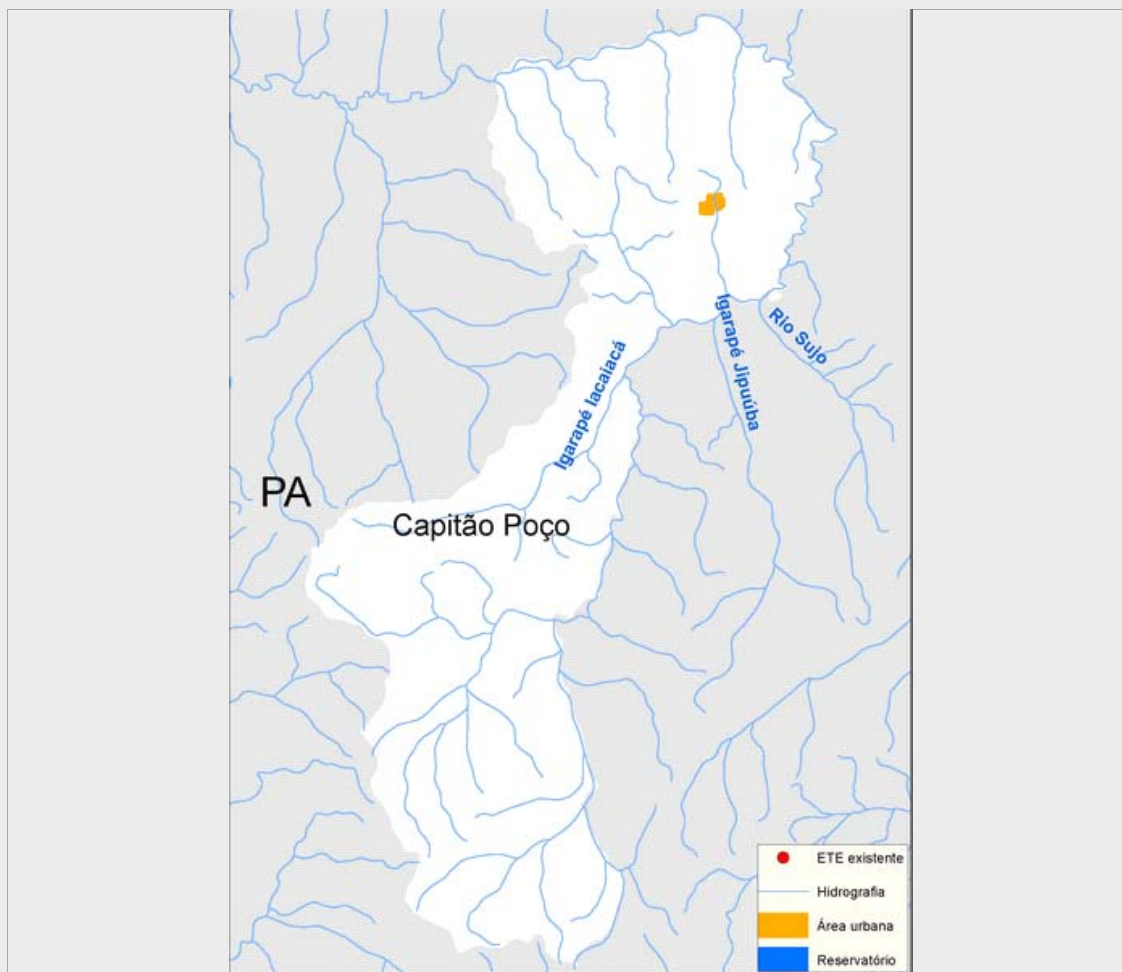 Igarapé Jipuúba
Rio Sujo
Igarapé Iacaiacá
PA
Capitão Poço
ETE existente
Hidrografia
Área urbana
Reservatório